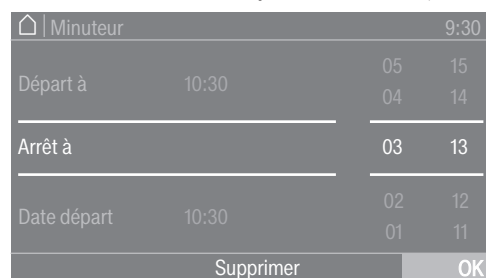 Minuteur 9:30
05 15
Départ à 10:30
04 14
Arrêt à 03 13
02 12
Date départ 10:30
01 11
Supprimer OK